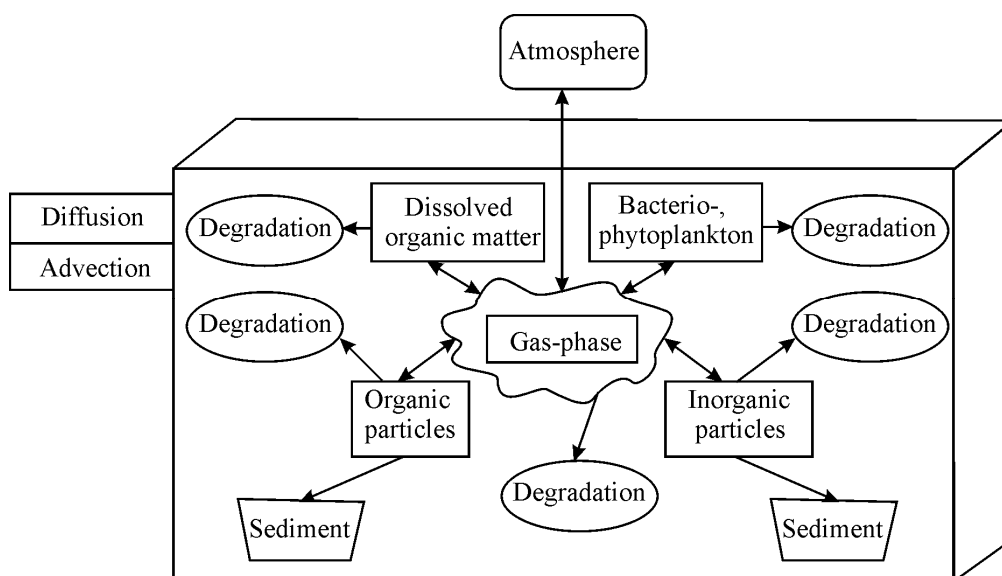 Atmosphere
Diffusion
Advection
Degradation
Dissolved
organic matter
Bacterio-,
phytoplankton
Degradation
Degradation
Gas-phase
Degradation
Organic
particles
Inorganic
particles
Degradation
Sediment
Sediment